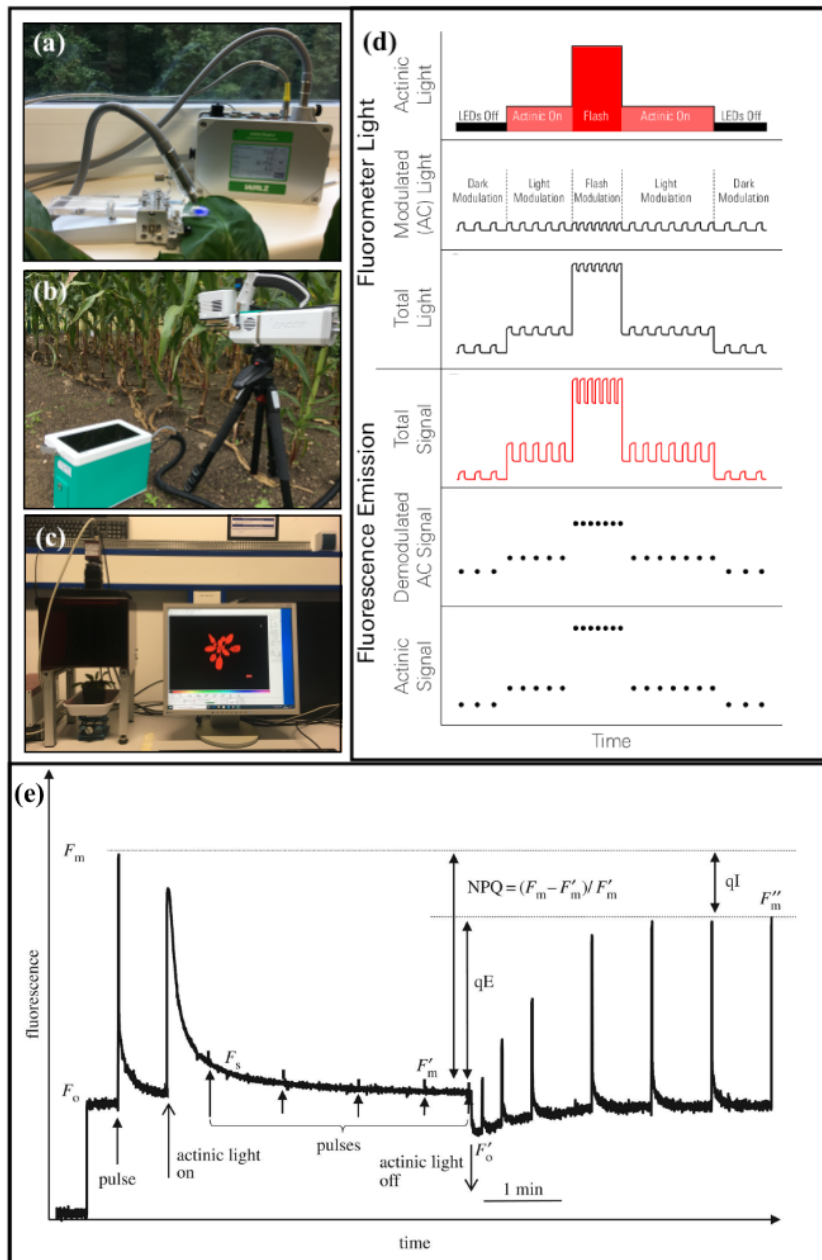 (a)
WALZ
(b)
(c)
(d)
Fluorometer Light
Fluorescence Emission
Actinic
Light
LEDs Off
Actinic On
Flash
Actinic On
LEDs Off
Modulated
(AC) Light
Dark
Modulation
Light
Modulation
Flash
Modulation
Light
Modulation
Dark
Modulation
Total
Light
Total
Signal
Demodulated
AC Signal
Actinic
Signal
Time
(e)
fluorescence
Fm
Fo
pulse
actinic light
on
Fs
pulses
F′m
actinic light
off
F′o
NPQ = (Fm – F′m)/ F′m
qE
qI
F″m
1 min
time